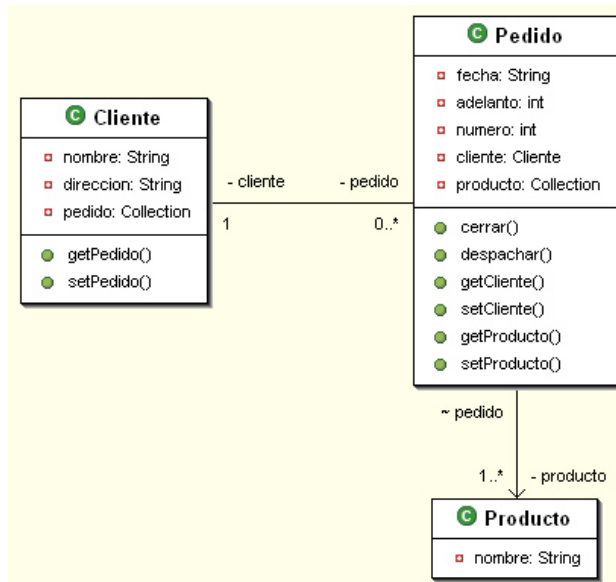 C Pedido
fecha: String
adelanto: int
numero: int
cliente: Cliente
producto: Collection
cerrar()
despachar()
getCliente()
setCliente()
getProducto()
setProducto()
C Cliente
nombre: String
direccion: String
pedido: Collection
getPedido()
setPedido()
- cliente
- pedido
1
0..*
~ pedido
1..*
- producto
C Producto
nombre: String